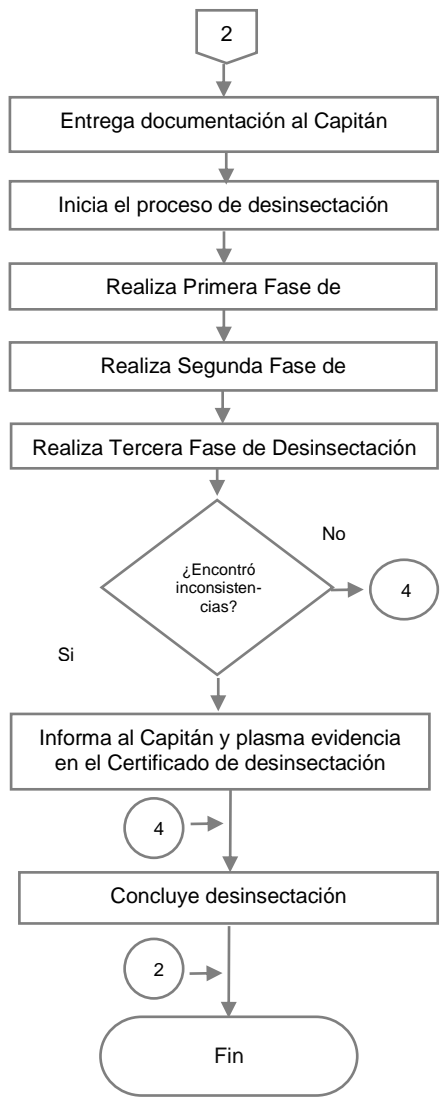 2
Entrega documentación al Capitán
Inicia el proceso de desinsectación
Realiza Primera Fase de
Realiza Segunda Fase de
Realiza Tercera Fase de Desinsectación
No
¿Encontró
inconsisten-
cias?
4
Si
Informa al Capitán y plasma evidencia
en el Certificado de desinsectación
4
Concluye desinsectación
2
Fin